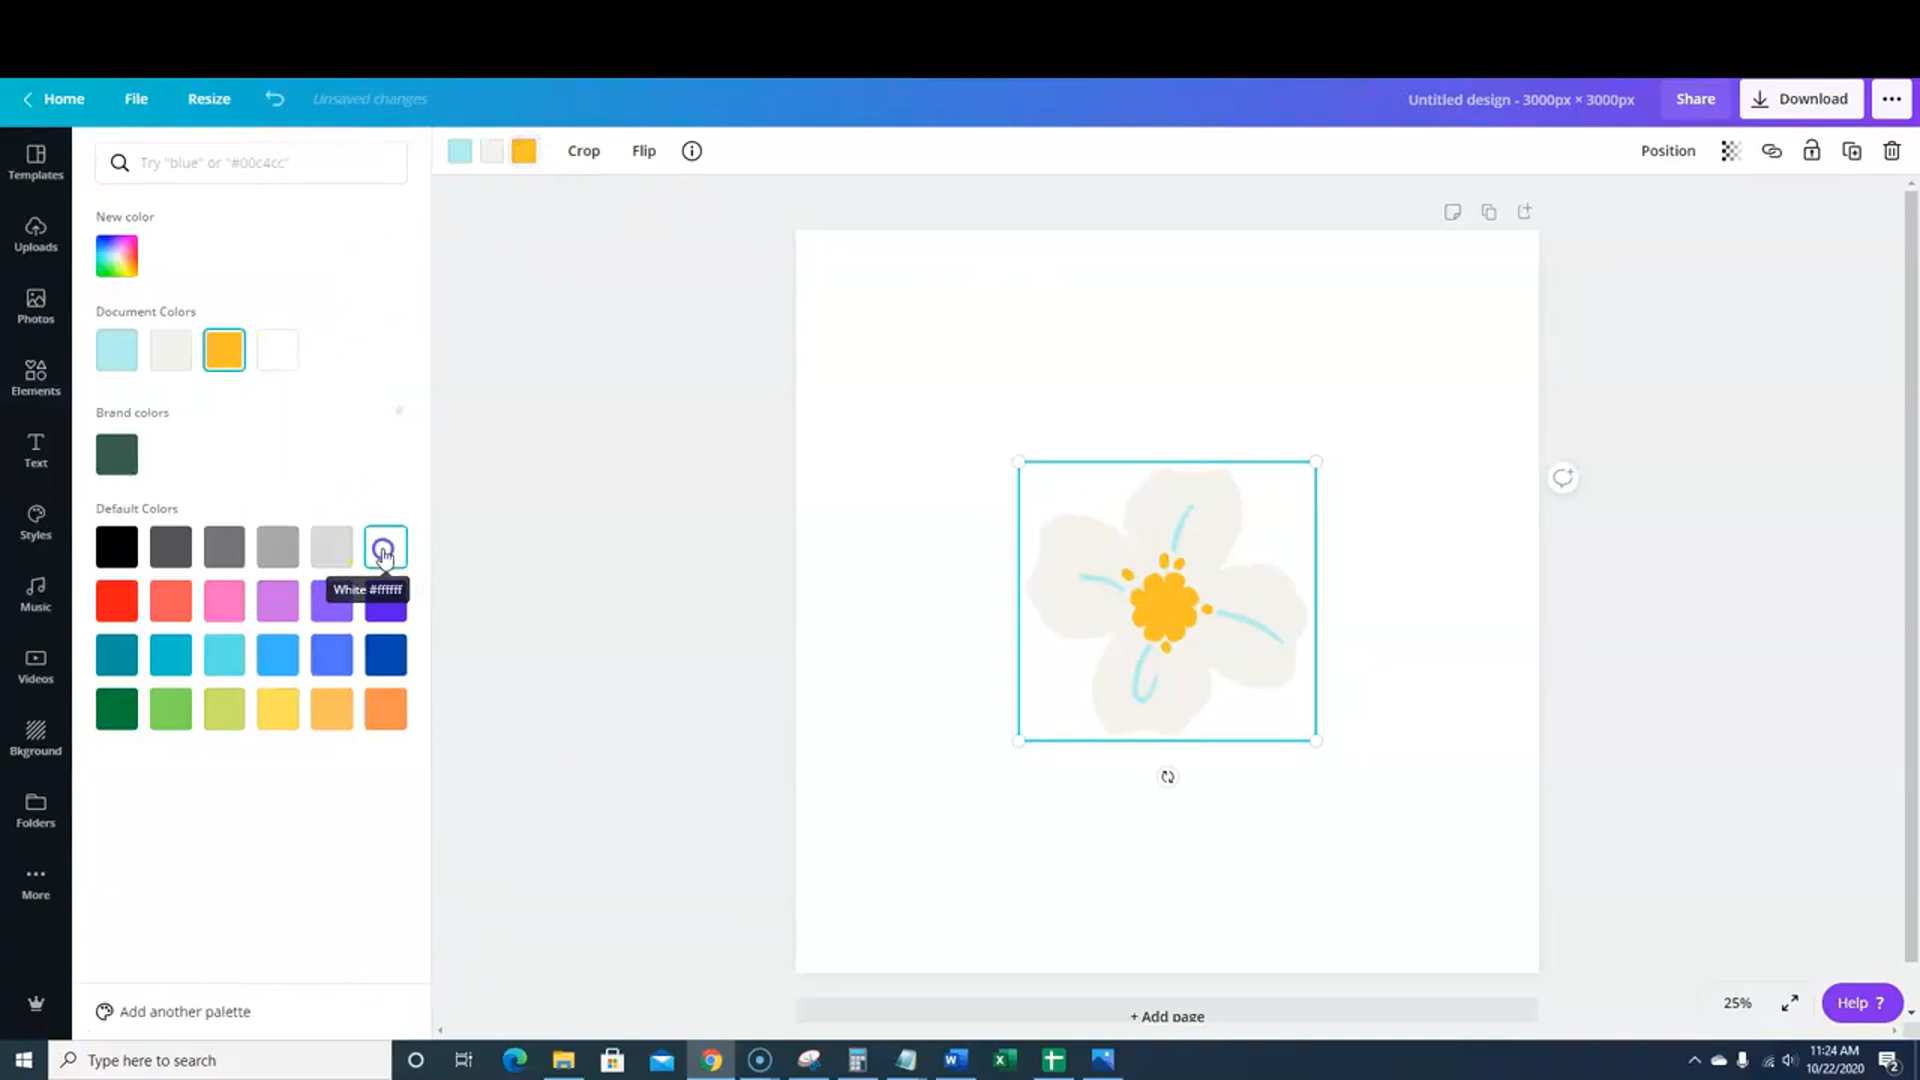 Home File Resize Unsaved changes Untitled design - 3000px × 3000px Share Download
Try "blue" or "#00c4cc" Crop Flip Position
Templates
New color
Uploads
Document Colors
Photos
Elements
Brand colors
Text
Default Colors
Styles
White #ffffff
Music
Videos
Bkground
Folders
More
Add another palette
+ Add page
25% Help ?
Type here to search
11:24 AM
10/22/2020
2